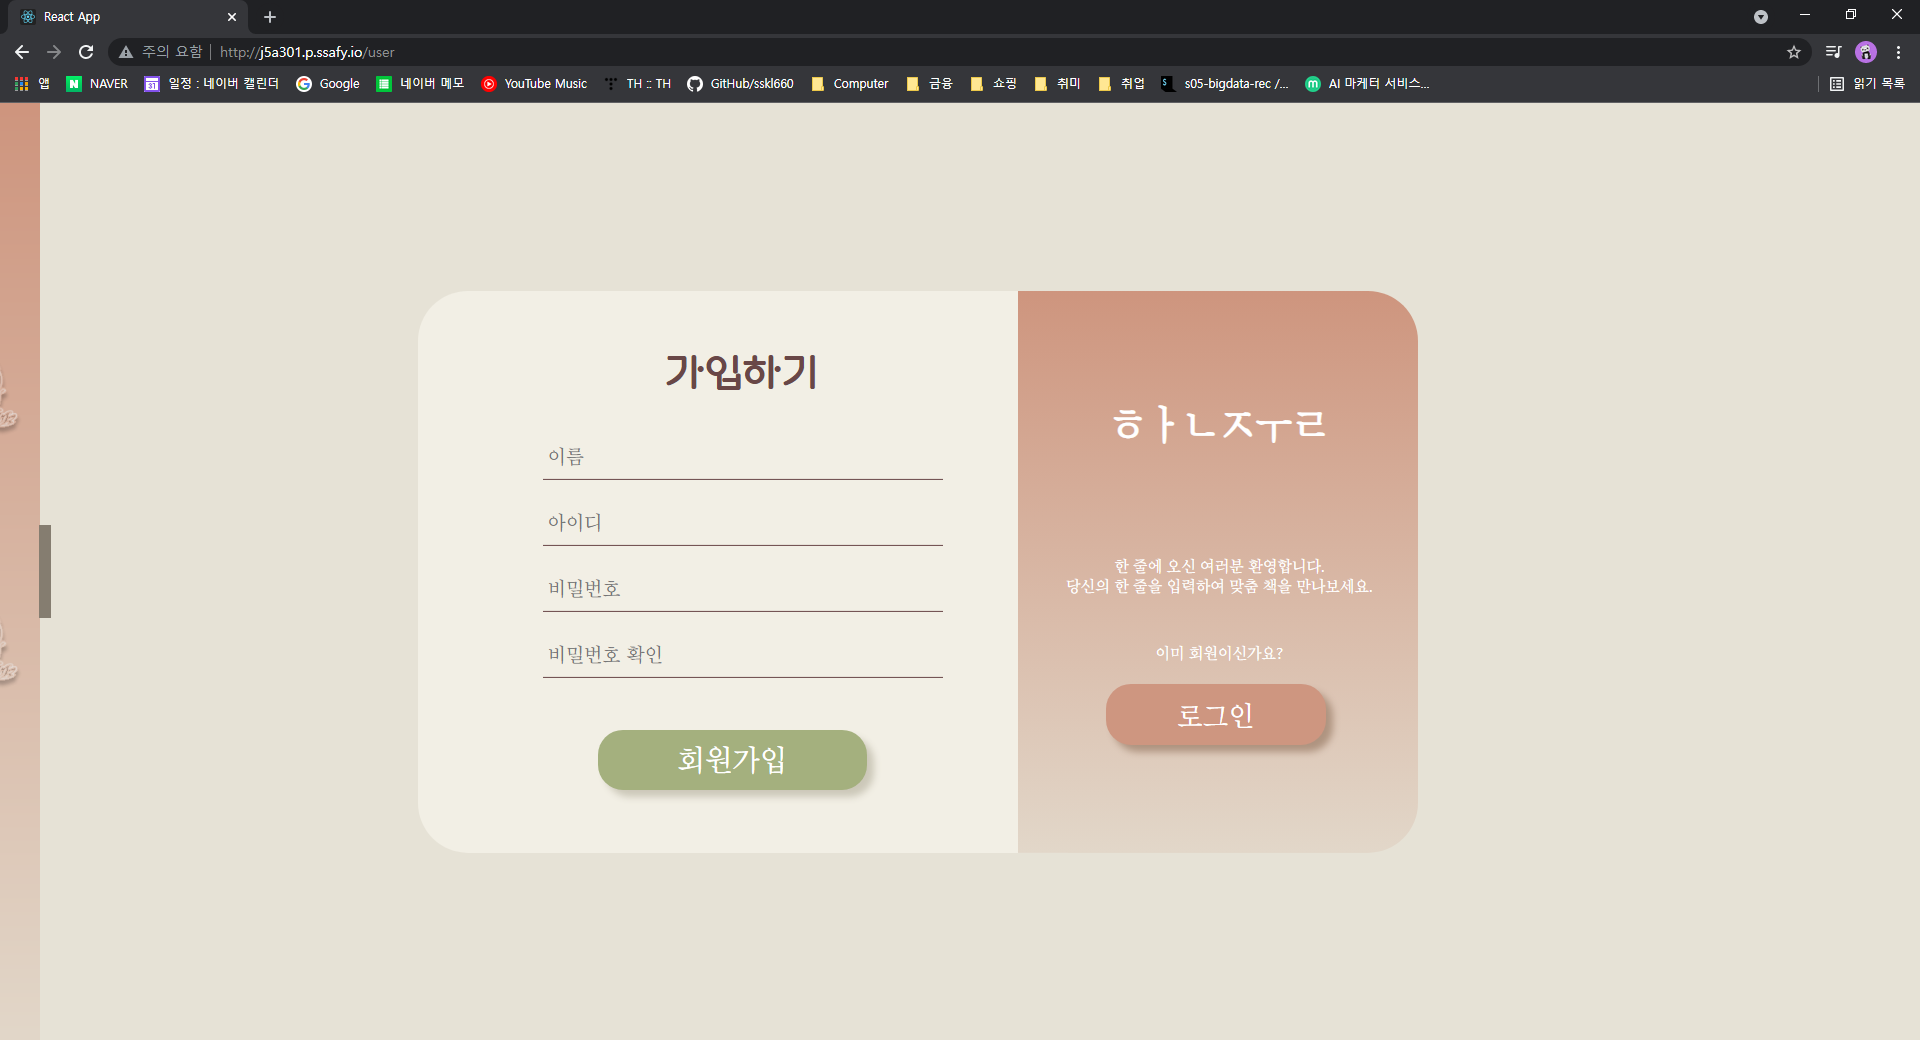 React App
주의 요함 | http://j5a301.p.ssafy.io/user
앱 NAVER 일정 : 네이버 캘린더 Google 네이버 메모 YouTube Music TH :: TH GitHub/sskl660 Computer 금융 쇼핑 취미 취업 s05-bigdata-rec /... AI 마케터 서비스... 읽기 목록
가입하기
이름
아이디
비밀번호
비밀번호 확인
회원가입
ㅎㅏㄴㅈㅜㄹ
한 줄에 오신 여러분 환영합니다.
당신의 한 줄을 입력하여 맞춤 책을 만나보세요.
이미 회원이신가요?
로그인